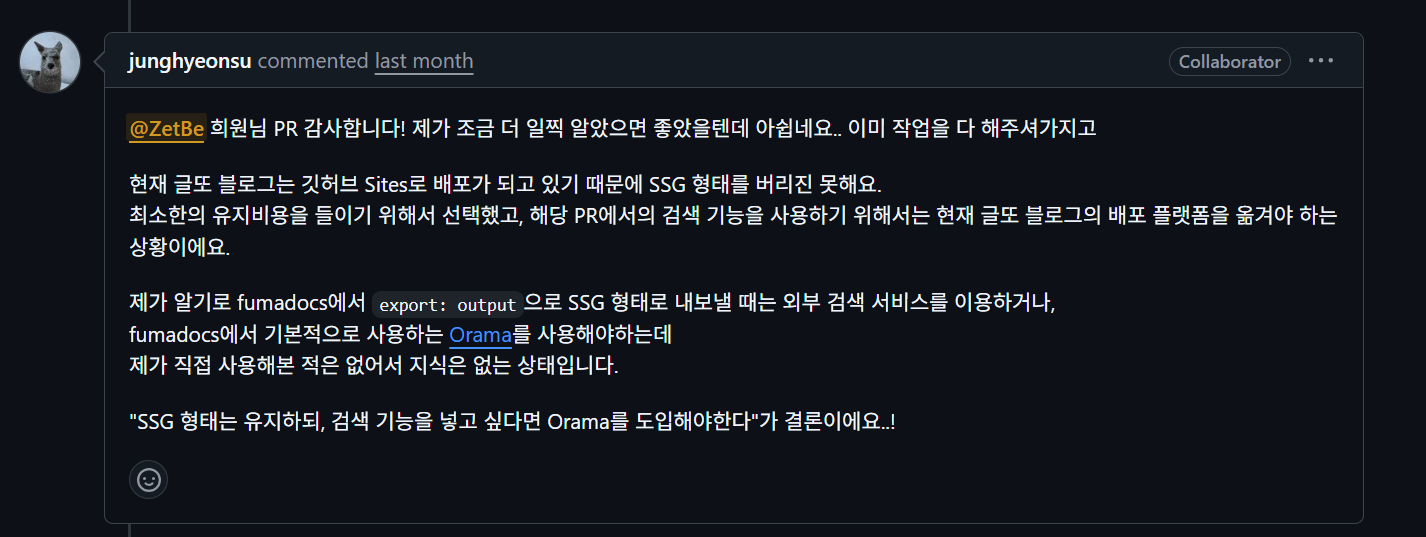 junghyeonsu commented last month
Collaborator
@ZetBe 희원님 PR 감사합니다! 제가 조금 더 일찍 알았으면 좋았을텐데 아쉽네요.. 이미 작업을 다 해주셔가지고
현재 글또 블로그는 깃허브 Sites로 배포가 되고 있기 때문에 SSG 형태를 버리진 못해요.
최소한의 유지비용을 들이기 위해서 선택했고, 해당 PR에서의 검색 기능을 사용하기 위해서는 현재 글또 블로그의 배포 플랫폼을 옮겨야 하는
상황이에요.
제가 알기로 fumadocs에서 export: output으로 SSG 형태로 내보낼 때는 외부 검색 서비스를 이용하거나,
fumadocs에서 기본적으로 사용하는 Orama를 사용해야하는데
제가 직접 사용해본 적은 없어서 지식은 없는 상태입니다.
"SSG 형태는 유지하되, 검색 기능을 넣고 싶다면 Orama를 도입해야한다"가 결론이에요..!